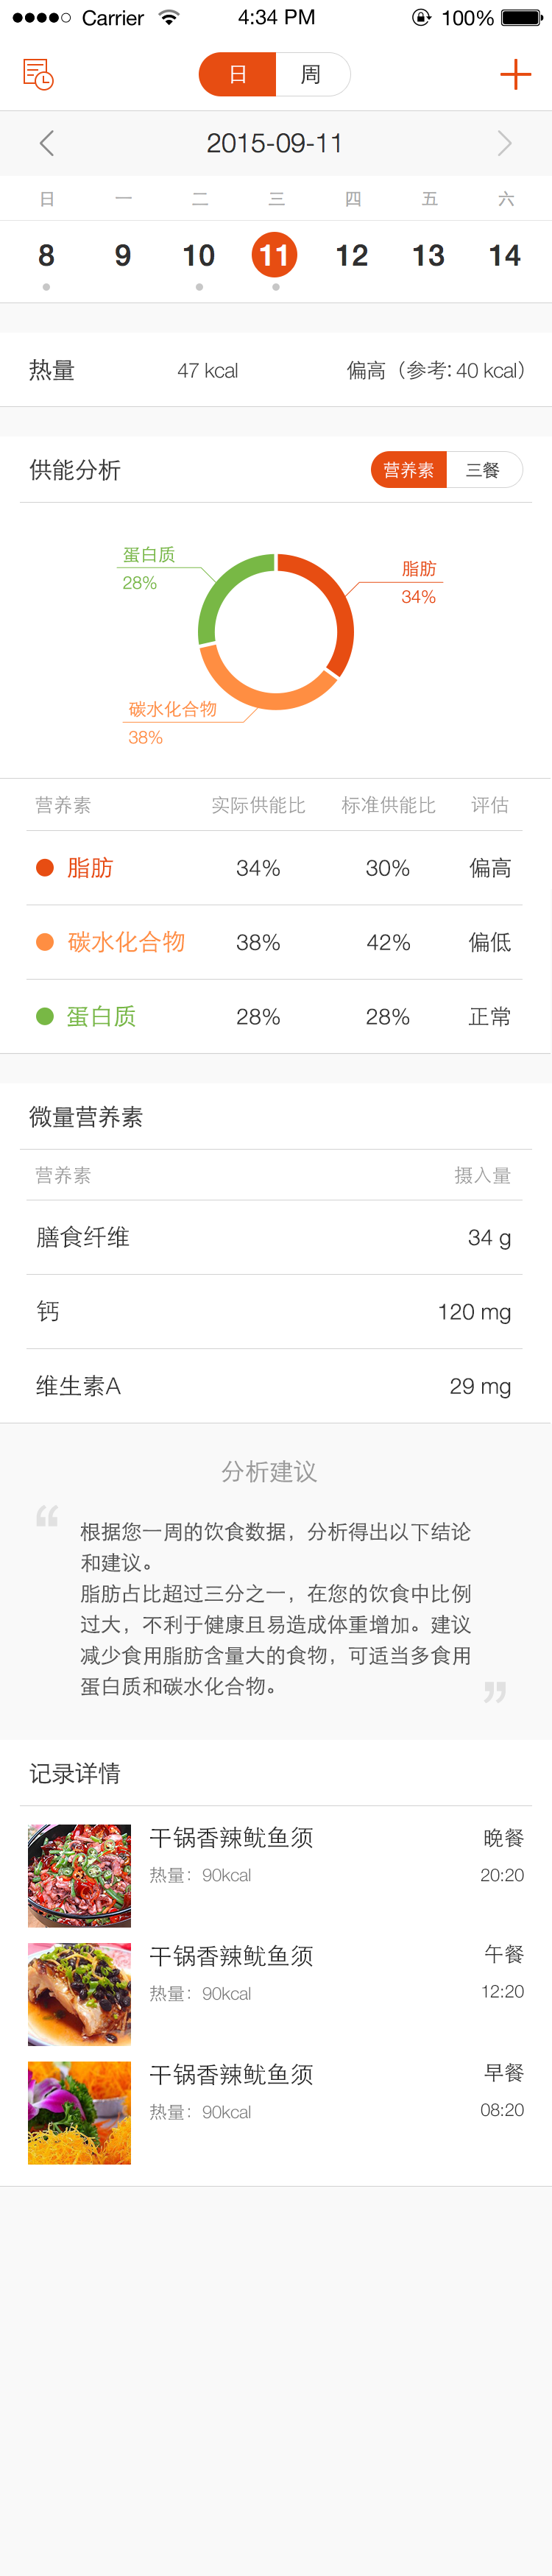 Carrier 4:34 PM 100%
日 周
2015-09-11
日 一 二 三 四 五 六
8 9 10 11 12 13 14
热量 47 kcal 偏高（参考: 40 kcal）
供能分析 营养素 三餐
蛋白质
28%
脂肪
34%
碳水化合物
38%
营养素 实际供能比 标准供能比 评估
脂肪 34% 30% 偏高
碳水化合物 38% 42% 偏低
蛋白质 28% 28% 正常
微量营养素
营养素 摄入量
膳食纤维 34 g
钙 120 mg
维生素A 29 mg
分析建议
“
根据您一周的饮食数据，分析得出以下结论
和建议。
脂肪占比超过三分之一，在您的饮食中比例
过大，不利于健康且易造成体重增加。建议
减少食用脂肪含量大的食物，可适当多食用
蛋白质和碳水化合物。
”
记录详情
干锅香辣鱿鱼须 晚餐
热量：90kcal 20:20
干锅香辣鱿鱼须 午餐
热量：90kcal 12:20
干锅香辣鱿鱼须 早餐
热量：90kcal 08:20